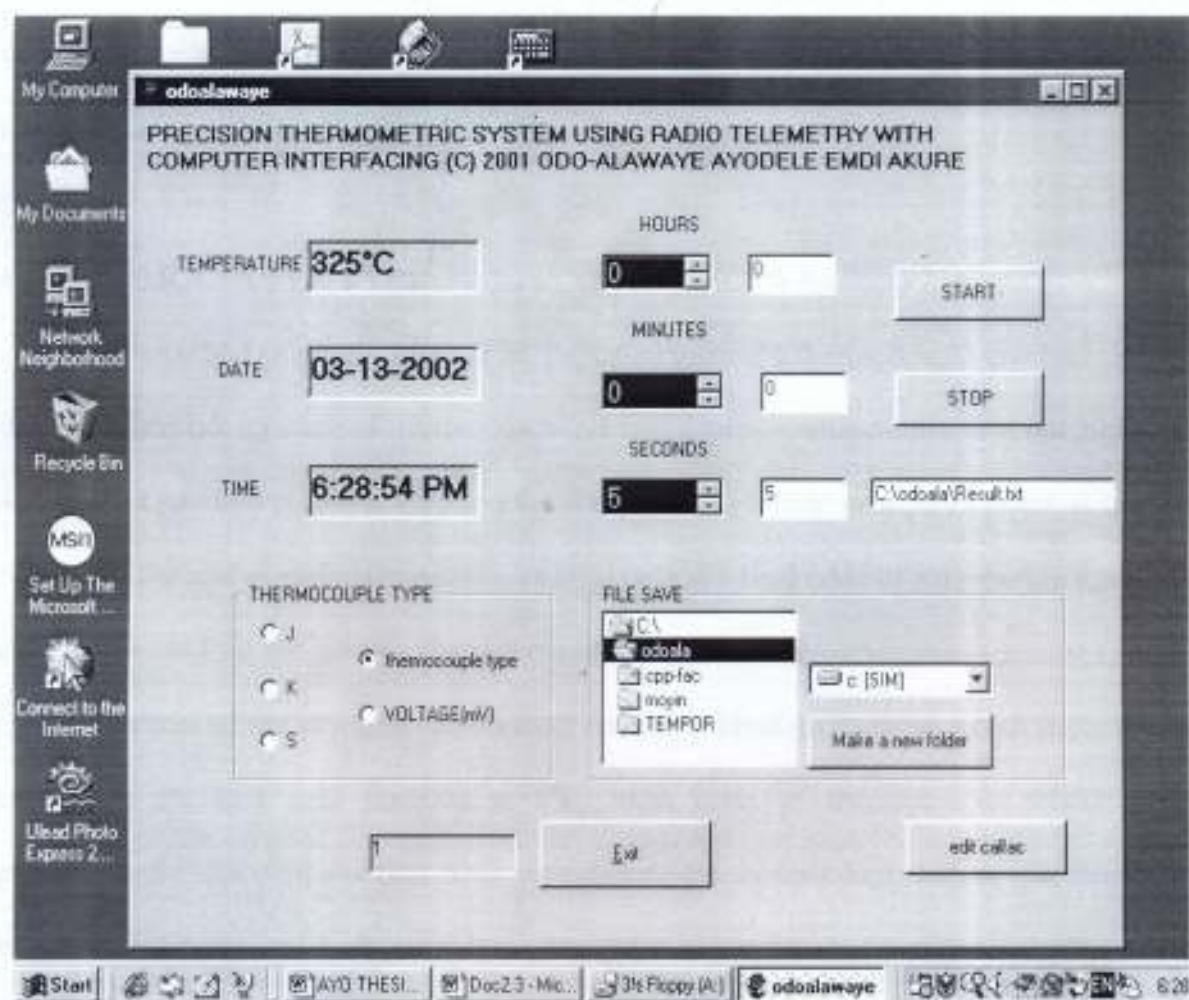 My Computer
My Documents
Network
Neighborhood
Recycle Bin
MSN
Set Up The
Microsoft ...
Connect to the
Internet
Ulead Photo
Express 2...
odoalawaye
PRECISION THERMOMETRIC SYSTEM USING RADIO TELEMETRY WITH
COMPUTER INTERFACING (C) 2001 ODO-ALAWAYE AYODELE EMDI AKURE
TEMPERATURE 325°C
DATE 03-13-2002
TIME 6:28:54 PM
HOURS
0 0
MINUTES
0 0
SECONDS
5 5
START
STOP
C:\odoala\Result.txt
THERMOCOUPLE TYPE
J
K
S
thermocouple type
VOLTAGE(mV)
FILE SAVE
C:\
odoala
cpp-fac
mopin
TEMPOR
c: [SIM]
Make a new folder
1
Exit
edit
Start
AYO THESI...
Doc2.3 - Mic...
3½ Floppy (A:)
odoalawaye
6:28